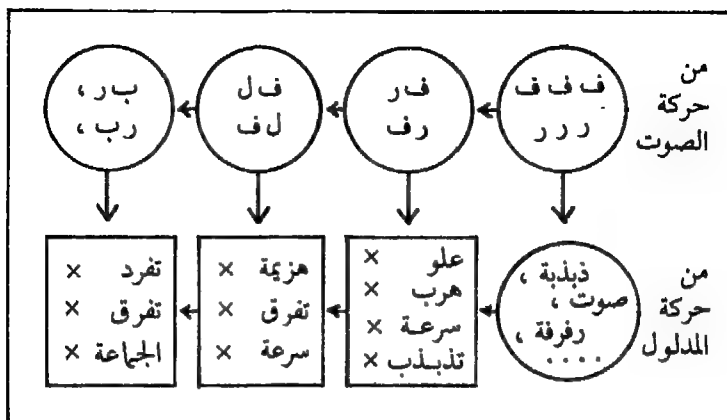 من
حركة
الصوت
ف ف ف
ر ر ر
ف ر
ر ف
ف ل
ل ف
ب ر ،
ر ب ،
من
حركة
المدلول
ذبذبة ،
صوت ،
رفرفة ،
. . . .
علو ×
هرب ×
سرعة ×
تذبذب ×
هزيمة ×
تفرق ×
سرعة ×
تفرد ×
تفرق ×
الجماعة ×